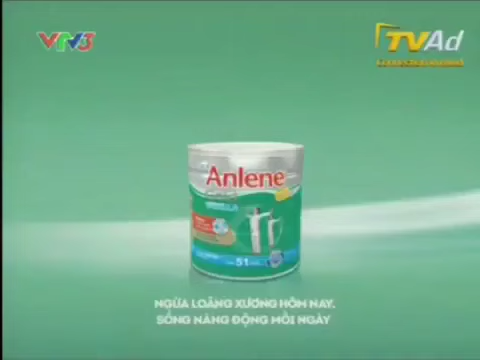 VTV3
TVAd
Anlene
51
NGỪA LOÃNG XƯƠNG HÔM NAY.
SỐNG NĂNG ĐỘNG MỖI NGÀY